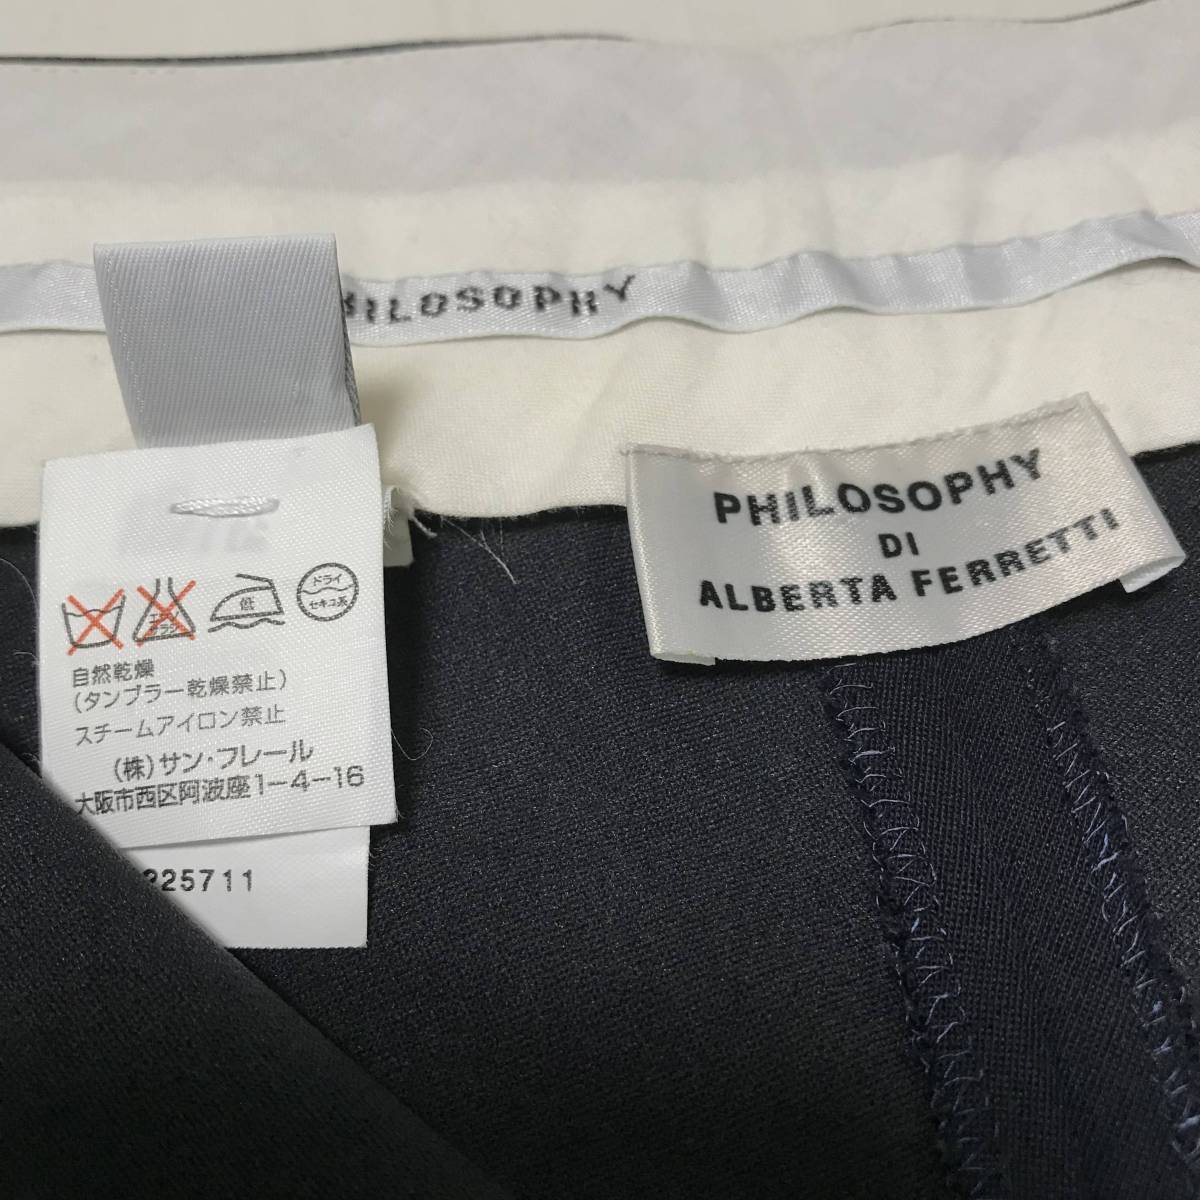 PHILOSOPHY
PHILOSOPHY
DI
ALBERTA FERRETTI
低
ドライ
セキユ系
自然乾燥
(タンブラー乾燥禁止)
スチームアイロン禁止
(株)サン・フレール
大阪市西区阿波座1-4-16
225711